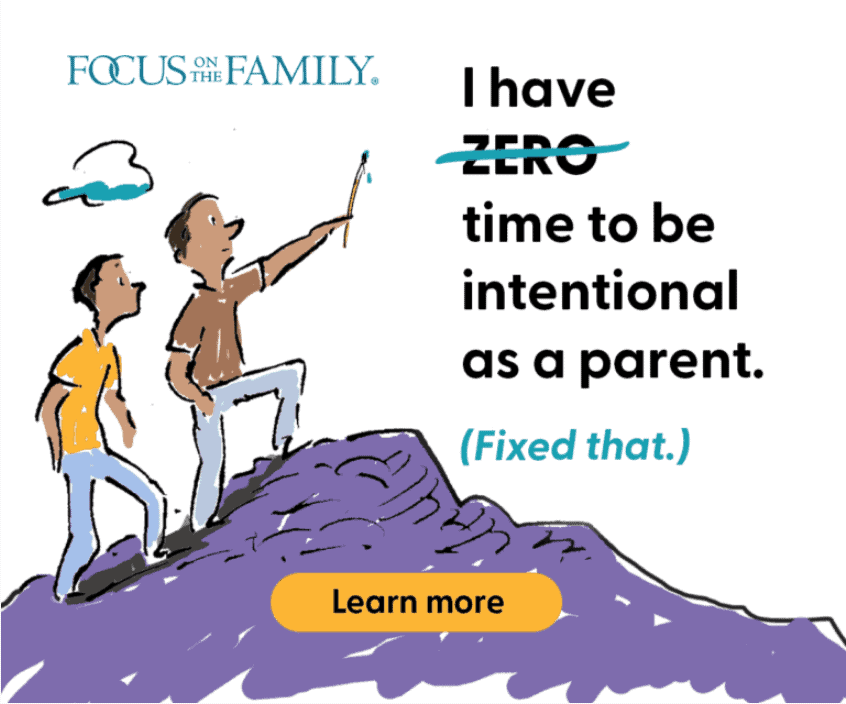 FOCUS ON THE FAMILY®
I have
ZERO
time to be
intentional
as a parent.
(Fixed that.)
Learn more